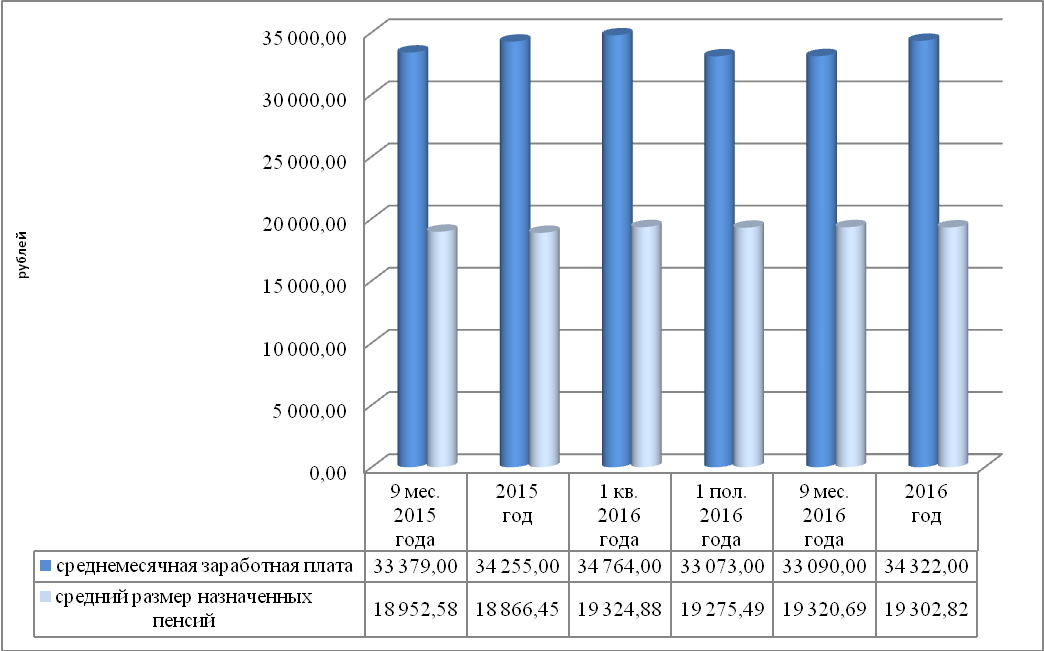 рублей
35 000,00
30 000,00
25 000,00
20 000,00
15 000,00
10 000,00
5 000,00
0,00
9 мес. 2015 года
2015 год
1 кв. 2016 года
1 пол. 2016 года
9 мес. 2016 года
2016 год
среднемесячная заработная плата 33 379,00 34 255,00 34 764,00 33 073,00 33 090,00 34 322,00
средний размер назначенных
пенсий 18 952,58 18 866,45 19 324,88 19 275,49 19 320,69 19 302,82